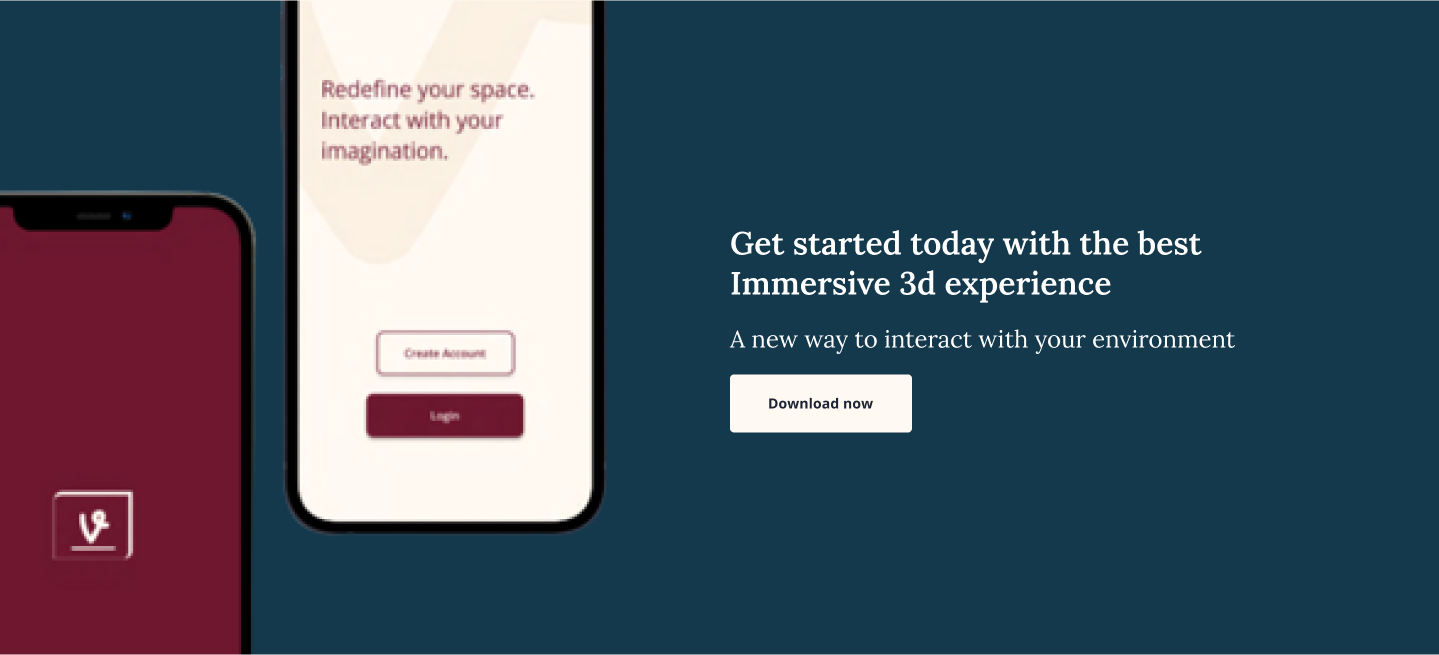 Redefine your space.
Interact with your
imagination.
Create Account
Login
Get started today with the best
Immersive 3d experience
A new way to interact with your environment
Download now